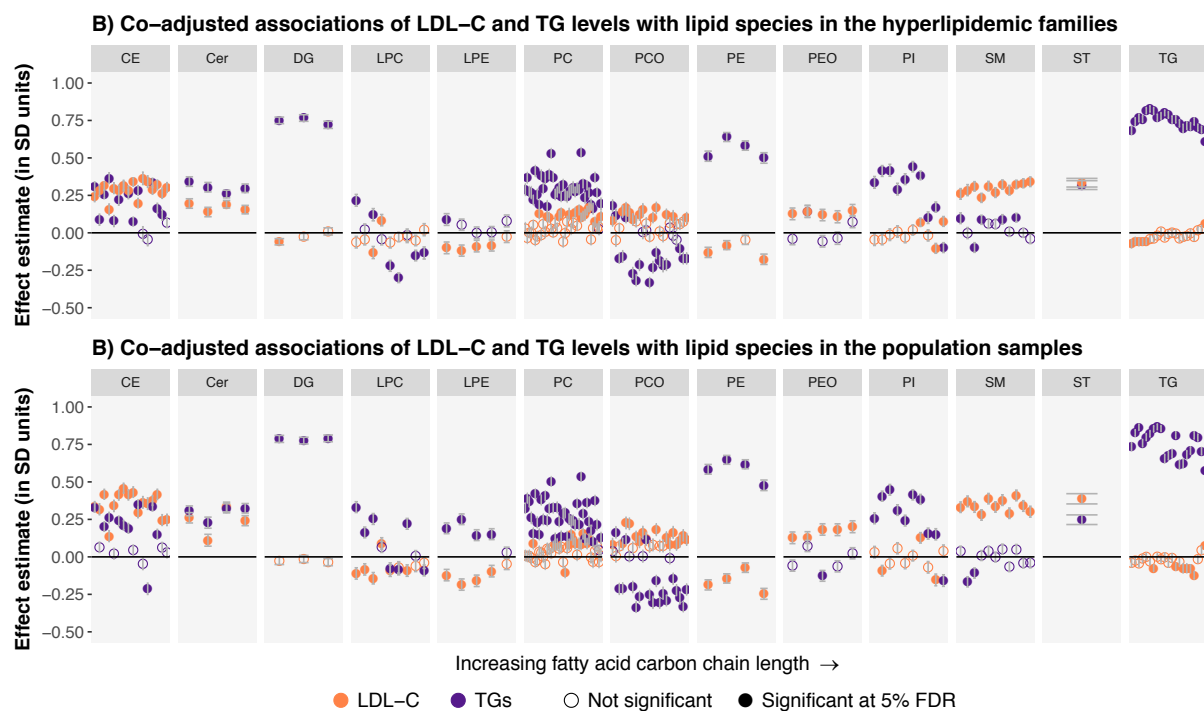 B) Co−adjusted associations of LDL−C and TG levels with lipid species in the hyperlipidemic families
CE Cer DG LPC LPE PC PCO PE PEO PI SM ST TG
Effect estimate (in SD units)
1.00
0.75
0.50
0.25
0.00
−0.25
−0.50
B) Co−adjusted associations of LDL−C and TG levels with lipid species in the population samples
CE Cer DG LPC LPE PC PCO PE PEO PI SM ST TG
Effect estimate (in SD units)
1.00
0.75
0.50
0.25
0.00
−0.25
−0.50
Increasing fatty acid carbon chain length →
LDL−C TGs Not significant Significant at 5% FDR